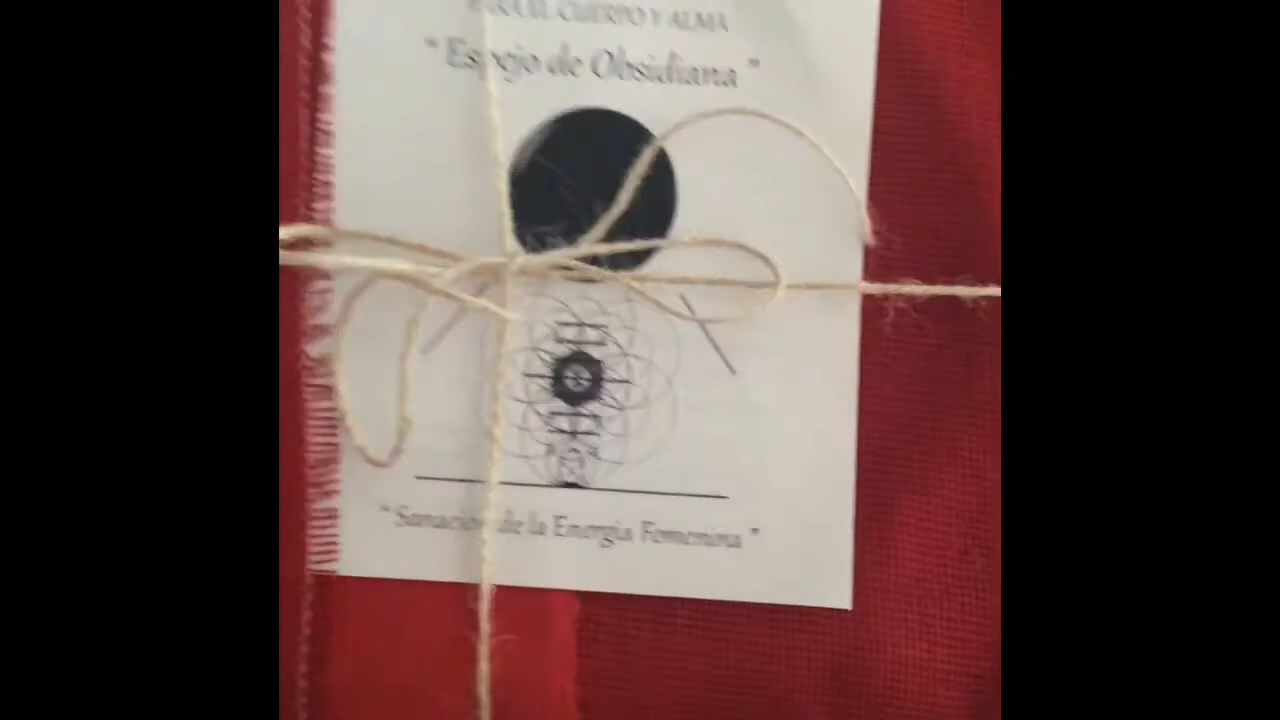 CUERPO Y ALMA
" Espejo de Obsidiana "
" Sanación de la Energía Femenina "